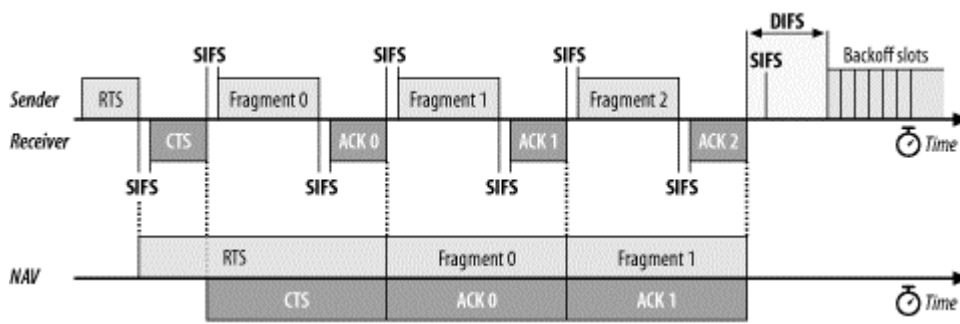 DIFS
SIFS SIFS SIFS SIFS Backoff slots
Sender RTS Fragment 0 Fragment 1 Fragment 2
Receiver CTS ACK 0 ACK 1 ACK 2 Time
SIFS SIFS SIFS SIFS
RTS Fragment 0 Fragment 1
NAV
CTS ACK 0 ACK 1 Time